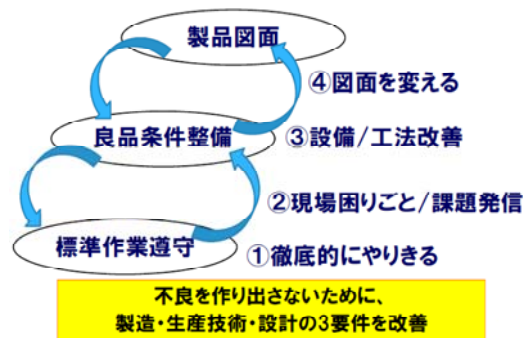 製品図面
④図面を変える
良品条件整備
③設備/工法改善
②現場困りごと/課題発信
標準作業遵守
①徹底的にやりきる
不良を作り出さないために、
製造・生産技術・設計の3要件を改善